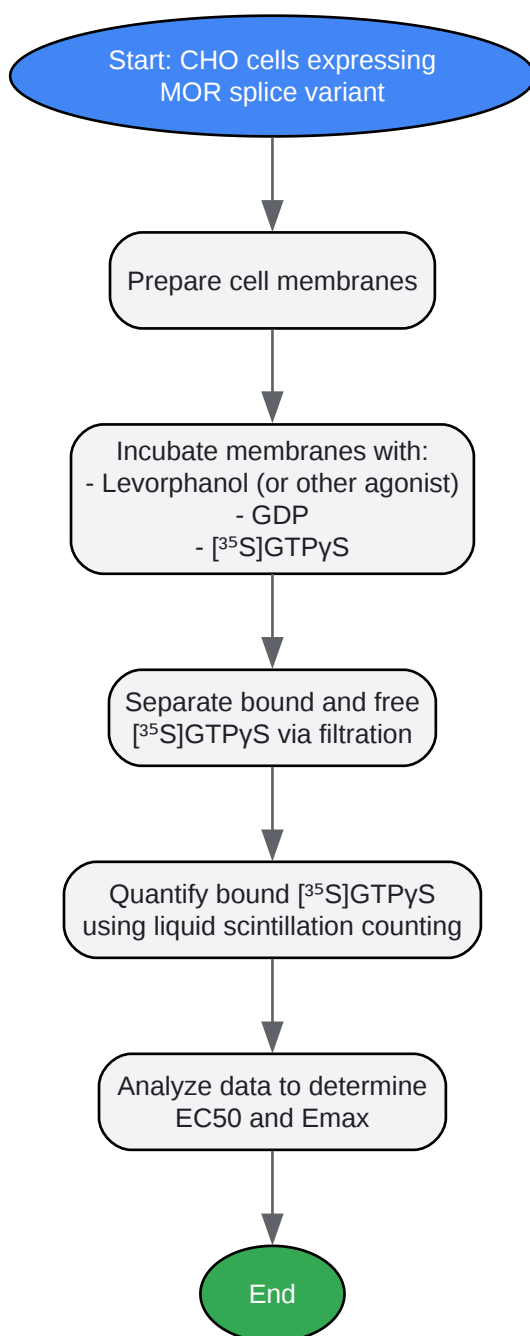 Start: CHO cells expressing
MOR splice variant
Prepare cell membranes
Incubate membranes with:
- Levorphanol (or other agonist)
- GDP
- [³⁵S]GTPγS
Separate bound and free
[³⁵S]GTPγS via filtration
Quantify bound [³⁵S]GTPγS
using liquid scintillation counting
Analyze data to determine
EC50 and Emax
End